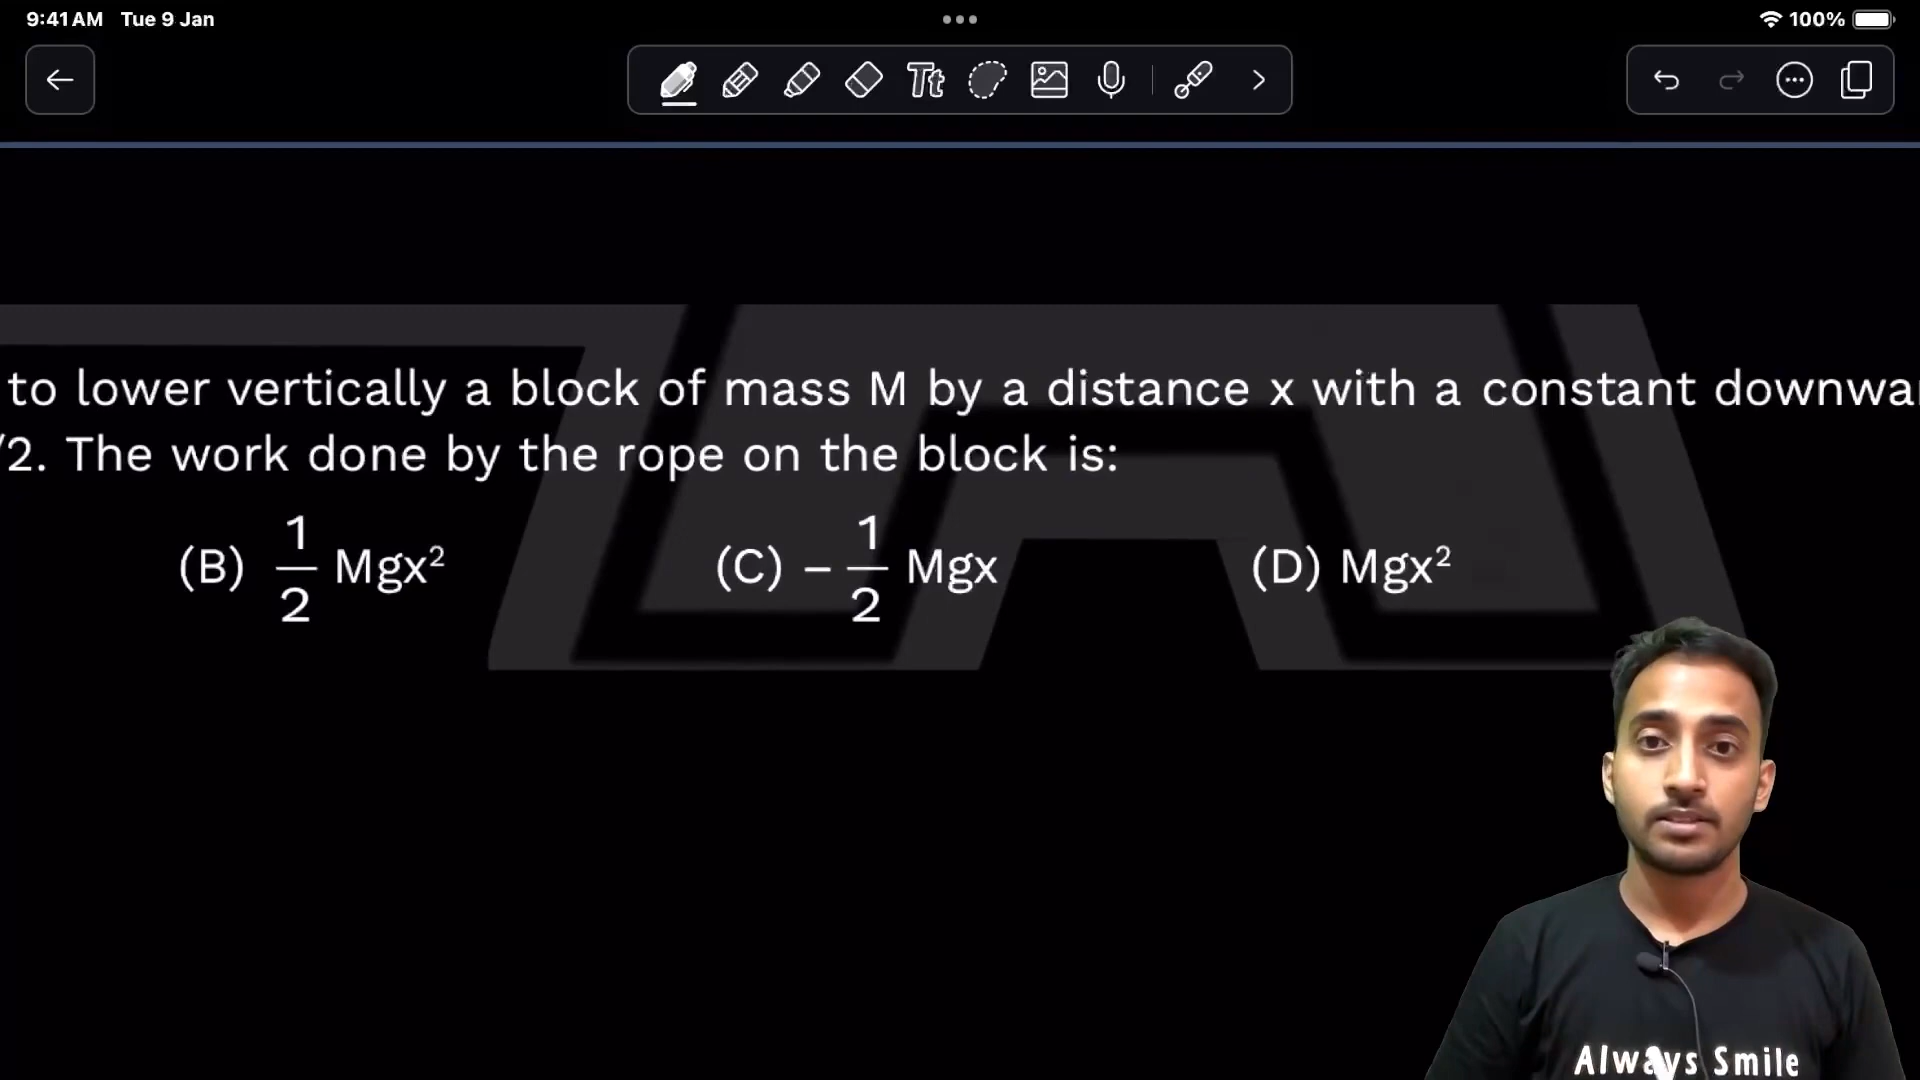 9:41 AM Tue 9 Jan
100%
Tt
to lower vertically a block of mass M by a distance x with a constant downwa
/2. The work done by the rope on the block is:
(B) 1/2 Mgx² (C) – 1/2 Mgx (D) Mgx²
Always Smile